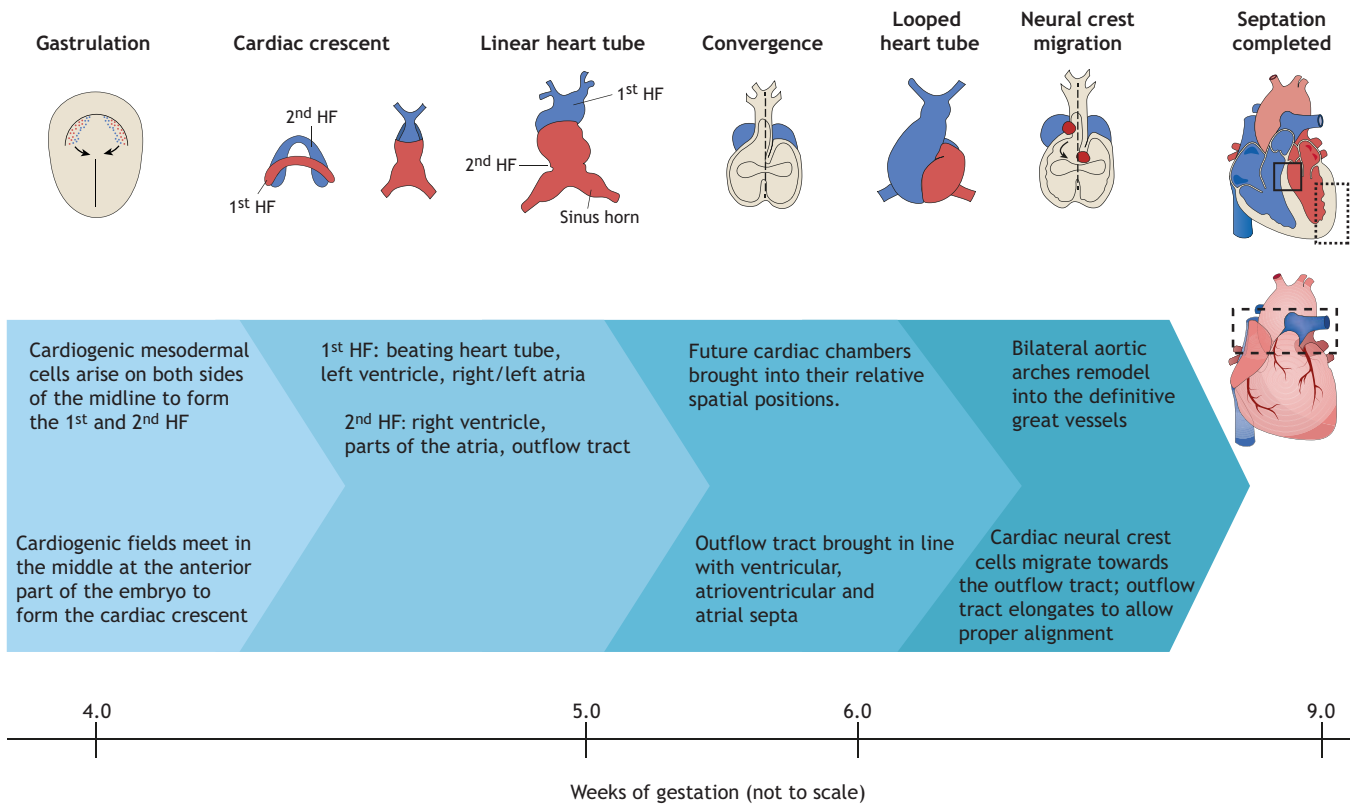 Gastrulation
Cardiac crescent
Linear heart tube
Convergence
Looped
heart tube
Neural crest
migration
Septation
completed
2nd HF
1st HF
1st HF
2nd HF
Sinus horn
Cardiogenic mesodermal
cells arise on both sides
of the midline to form
the 1st and 2nd HF
Cardiogenic fields meet in
the middle at the anterior
part of the embryo to
form the cardiac crescent
1st HF: beating heart tube,
left ventricle, right/left atria
2nd HF: right ventricle,
parts of the atria, outflow tract
Future cardiac chambers
brought into their relative
spatial positions.
Outflow tract brought in line
with ventricular,
atrioventricular and
atrial septa
Bilateral aortic
arches remodel
into the definitive
great vessels
Cardiac neural crest
cells migrate towards
the outflow tract; outflow
tract elongates to allow
proper alignment
4.0
5.0
6.0
9.0
Weeks of gestation (not to scale)